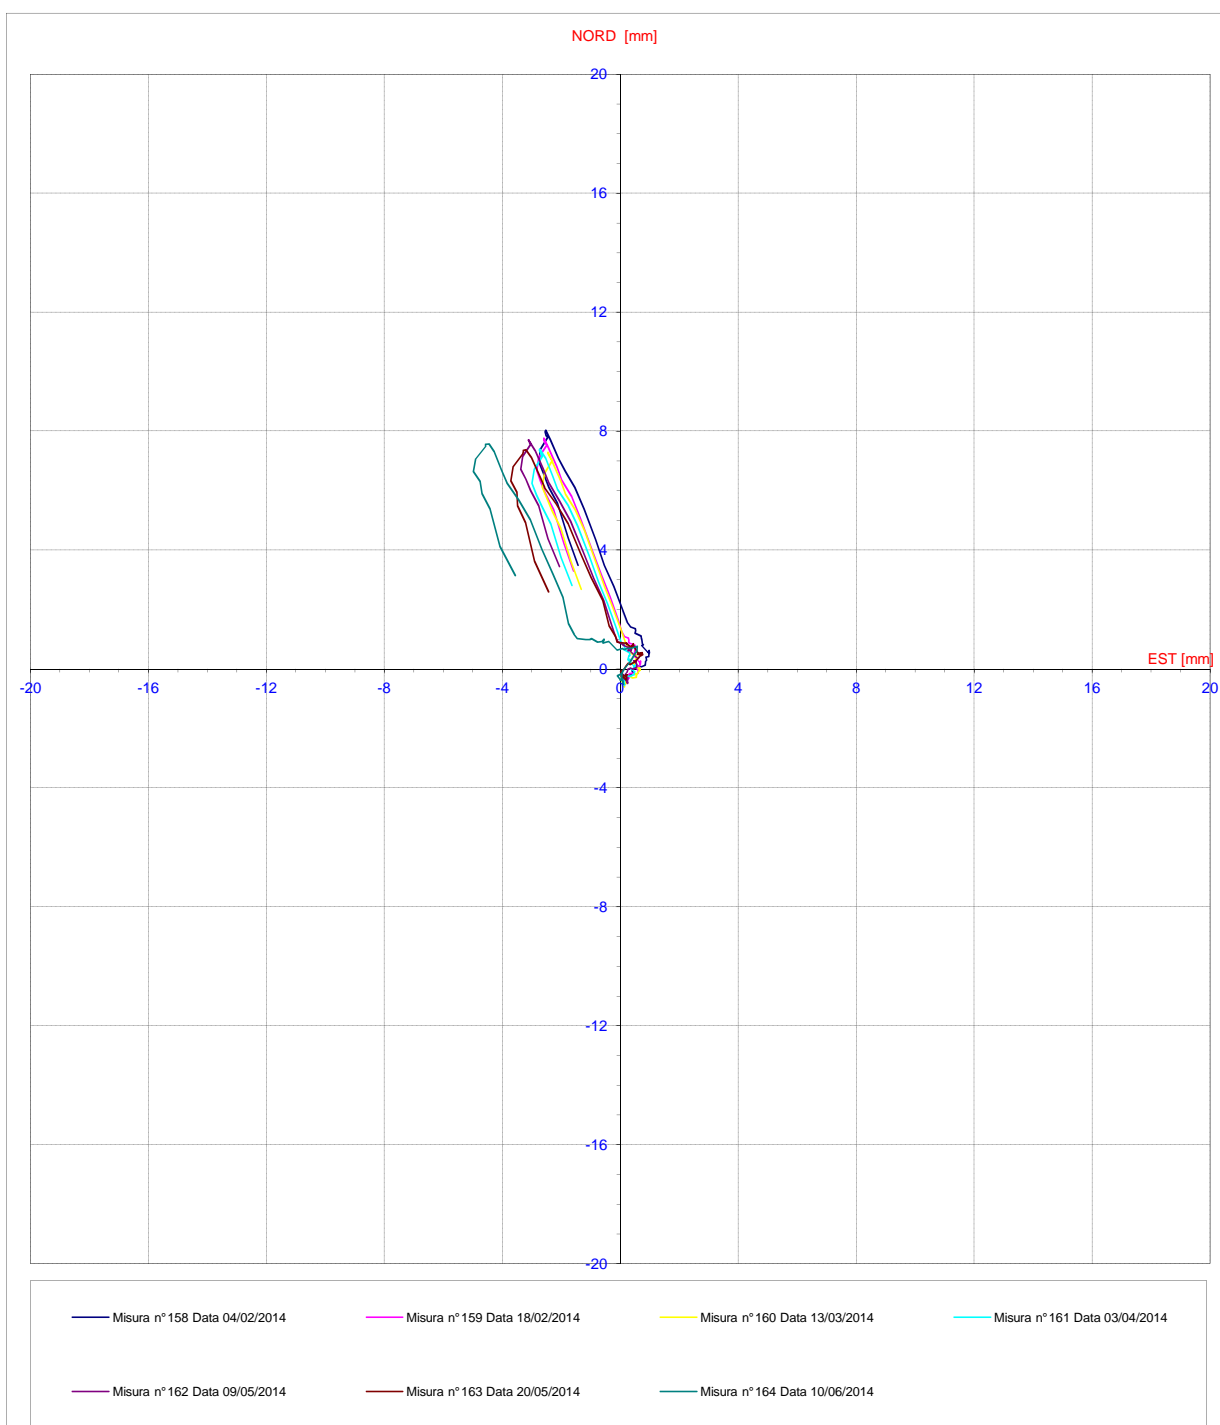 NORD [mm]
20
16
12
8
4
0
EST [mm]
-20 -16 -12 -8 -4 0 4 8 12 16 20
-4
-8
-12
-16
-20
Misura n°158 Data 04/02/2014 Misura n°159 Data 18/02/2014 Misura n°160 Data 13/03/2014 Misura n°161 Data 03/04/2014
Misura n°162 Data 09/05/2014 Misura n°163 Data 20/05/2014 Misura n°164 Data 10/06/2014